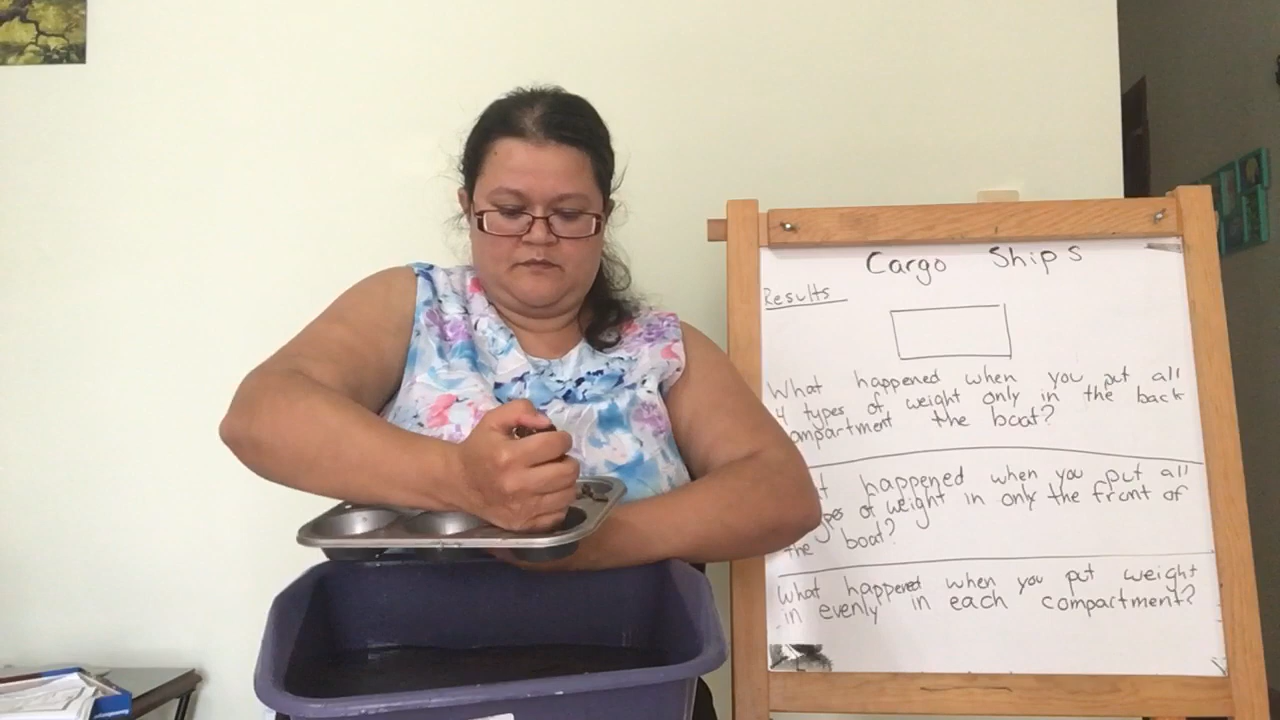 Cargo Ships
Results
What happened when you put all
4 types of weight only in the back
ompartment the boat?
t happened when you put all
pes of weight in only the front of
the boat?
What happened when you put weight
in evenly in each compartment?